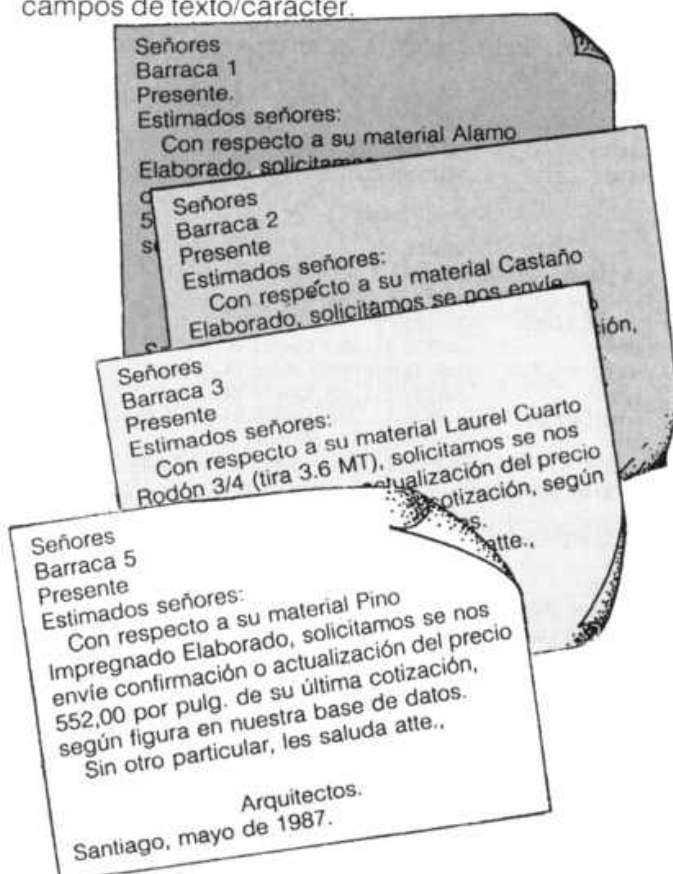 campos de texto/carácter.
Señores
Barraca 1
Presente.
Estimados señores:
Con respecto a su material Alamo
Elaborado, solicitamos
d
5
se
Señores
Barraca 2
Presente
Estimados señores:
Con respecto a su material Castaño
Elaborado, solicitamos se nos envíe
ión,
Señores
Barraca 3
Presente
Estimados señores:
Con respecto a su material Laurel Cuarto
Rodón 3/4 (tira 3.6 MT), solicitamos se nos
actualización del precio
cotización, según
atte.,
Señores
Barraca 5
Presente
Estimados señores:
Con respecto a su material Pino
Impregnado Elaborado, solicitamos se nos
envíe confirmación o actualización del precio
552,00 por pulg. de su última cotización,
según figura en nuestra base de datos.
Sin otro particular, les saluda atte.,
Arquitectos.
Santiago, mayo de 1987.